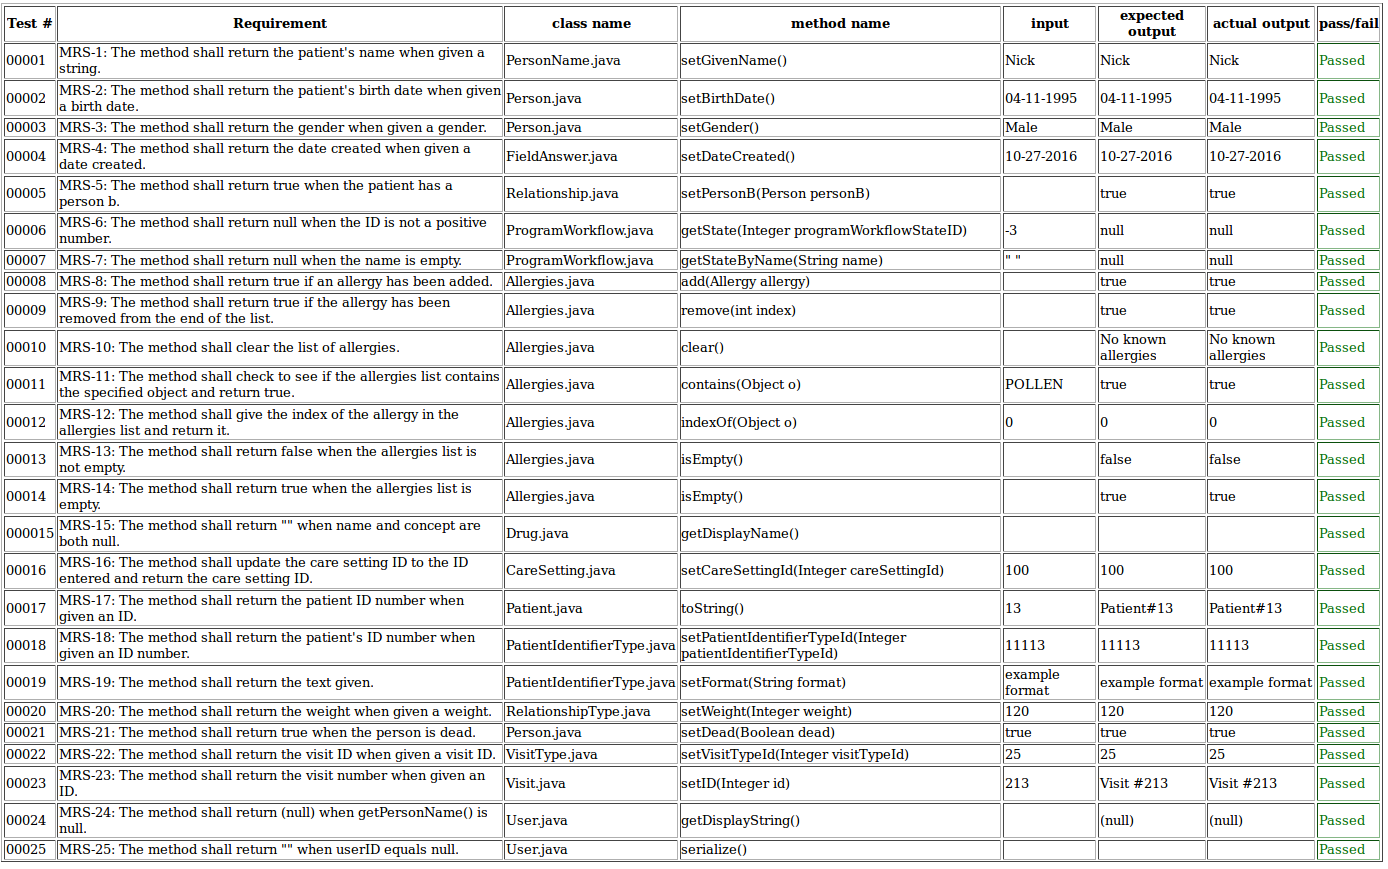 Test # Requirement class name method name input expected output actual output pass/fail
00001 MRS-1: The method shall return the patient's name when given a string. PersonName.java setGivenName() Nick Nick Nick Passed
00002 MRS-2: The method shall return the patient's birth date when given a birth date. Person.java setBirthDate() 04-11-1995 04-11-1995 04-11-1995 Passed
00003 MRS-3: The method shall return the gender when given a gender. Person.java setGender() Male Male Male Passed
00004 MRS-4: The method shall return the date created when given a date created. FieldAnswer.java setDateCreated() 10-27-2016 10-27-2016 10-27-2016 Passed
00005 MRS-5: The method shall return true when the patient has a person b. Relationship.java setPersonB(Person personB) true true Passed
00006 MRS-6: The method shall return null when the ID is not a positive number. ProgramWorkflow.java getState(Integer programWorkflowStateID) -3 null null Passed
00007 MRS-7: The method shall return null when the name is empty. ProgramWorkflow.java getStateByName(String name) " " null null Passed
00008 MRS-8: The method shall return true if an allergy has been added. Allergies.java add(Allergy allergy) true true Passed
00009 MRS-9: The method shall return true if the allergy has been removed from the end of the list. Allergies.java remove(int index) true true Passed
00010 MRS-10: The method shall clear the list of allergies. Allergies.java clear() No known allergies No known allergies Passed
00011 MRS-11: The method shall check to see if the allergies list contains the specified object and return true. Allergies.java contains(Object o) POLLEN true true Passed
00012 MRS-12: The method shall give the index of the allergy in the allergies list and return it. Allergies.java indexOf(Object o) 0 0 0 Passed
00013 MRS-13: The method shall return false when the allergies list is not empty. Allergies.java isEmpty() false false Passed
00014 MRS-14: The method shall return true when the allergies list is empty. Allergies.java isEmpty() true true Passed
000015 MRS-15: The method shall return "" when name and concept are both null. Drug.java getDisplayName() Passed
00016 MRS-16: The method shall update the care setting ID to the ID entered and return the care setting ID. CareSetting.java setCareSettingId(Integer careSettingId) 100 100 100 Passed
00017 MRS-17: The method shall return the patient ID number when given an ID. Patient.java toString() 13 Patient#13 Patient#13 Passed
00018 MRS-18: The method shall return the patient's ID number when given an ID number. PatientIdentifierType.java setPatientIdentifierTypeId(Integer patientIdentifierTypeId) 11113 11113 11113 Passed
00019 MRS-19: The method shall return the text given. PatientIdentifierType.java setFormat(String format) example format example format example format Passed
00020 MRS-20: The method shall return the weight when given a weight. RelationshipType.java setWeight(Integer weight) 120 120 120 Passed
00021 MRS-21: The method shall return true when the person is dead. Person.java setDead(Boolean dead) true true true Passed
00022 MRS-22: The method shall return the visit ID when given a visit ID. VisitType.java setVisitTypeId(Integer visitTypeId) 25 25 25 Passed
00023 MRS-23: The method shall return the visit number when given an ID. Visit.java setID(Integer id) 213 Visit #213 Visit #213 Passed
00024 MRS-24: The method shall return (null) when getPersonName() is null. User.java getDisplayString() (null) (null) Passed
00025 MRS-25: The method shall return "" when userID equals null. User.java serialize() Passed